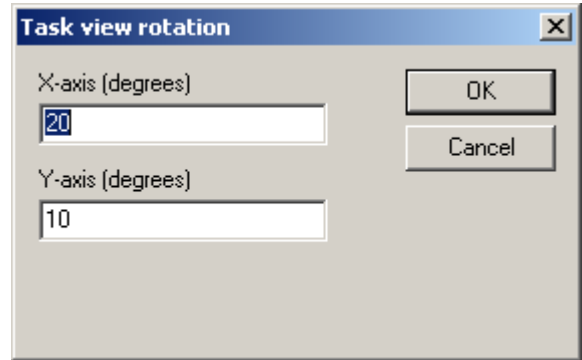 Task view rotation
X-axis (degrees)
20
OK
Cancel
Y-axis (degrees)
10